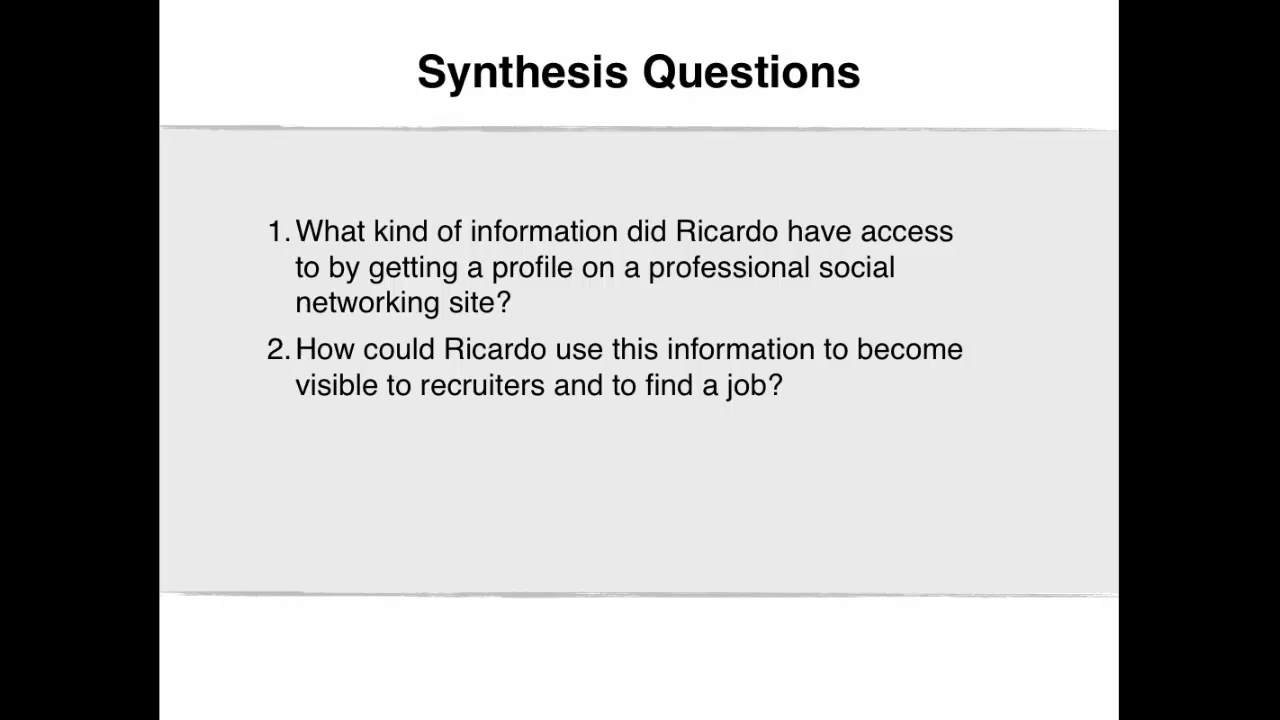 Synthesis Questions
1. What kind of information did Ricardo have access
to by getting a profile on a professional social
networking site?
2. How could Ricardo use this information to become
visible to recruiters and to find a job?